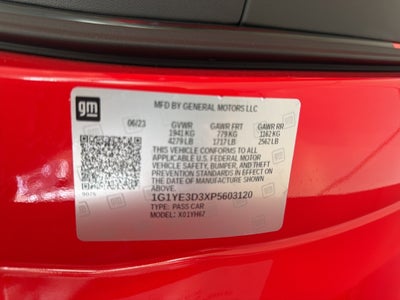 gm
MFD BY GENERAL MOTORS LLC
06/23 GVWR GAWR FRT GAWR RR
1941 KG 779 KG 1162 KG
4279 LB 1717 LB 2562 LB
THIS VEHICLE CONFORMS TO ALL
APPLICABLE U.S. FEDERAL MOTOR
VEHICLE SAFETY, BUMPER, AND THEFT
PREVENTION STANDARDS IN EFFECT ON
THE DATE OF MANUFACTURE SHOWN
ABOVE.
1G1YE3D3XP5603120
TYPE: PASS CAR
MODEL: X01YH67